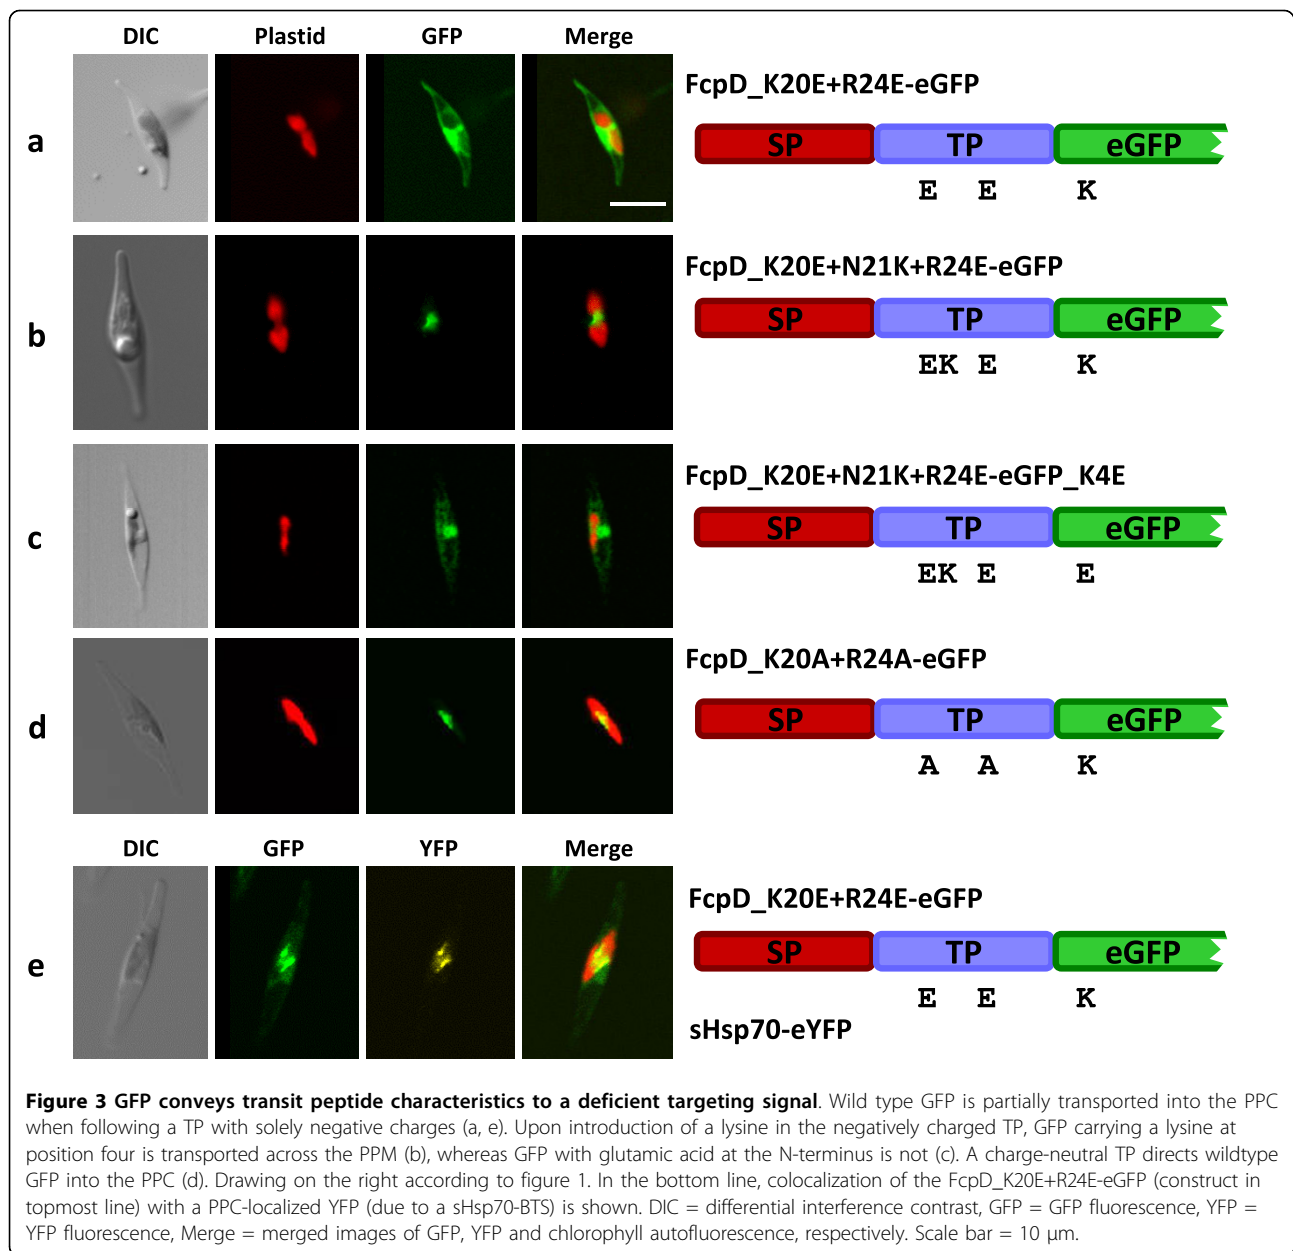 DIC Plastid GFP Merge
a
FcpD_K20E+R24E-eGFP
SP TP eGFP
E E K
b
FcpD_K20E+N21K+R24E-eGFP
SP TP eGFP
EK E K
c
FcpD_K20E+N21K+R24E-eGFP_K4E
SP TP eGFP
EK E E
d
FcpD_K20A+R24A-eGFP
SP TP eGFP
A A K
DIC GFP YFP Merge
e
FcpD_K20E+R24E-eGFP
SP TP eGFP
E E K
sHsp70-eYFP
Figure 3 GFP conveys transit peptide characteristics to a deficient targeting signal. Wild type GFP is partially transported into the PPC
when following a TP with solely negative charges (a, e). Upon introduction of a lysine in the negatively charged TP, GFP carrying a lysine at
position four is transported across the PPM (b), whereas GFP with glutamic acid at the N-terminus is not (c). A charge-neutral TP directs wildtype
GFP into the PPC (d). Drawing on the right according to figure 1. In the bottom line, colocalization of the FcpD_K20E+R24E-eGFP (construct in
topmost line) with a PPC-localized YFP (due to a sHsp70-BTS) is shown. DIC = differential interference contrast, GFP = GFP fluorescence, YFP =
YFP fluorescence, Merge = merged images of GFP, YFP and chlorophyll autofluorescence, respectively. Scale bar = 10 μm.